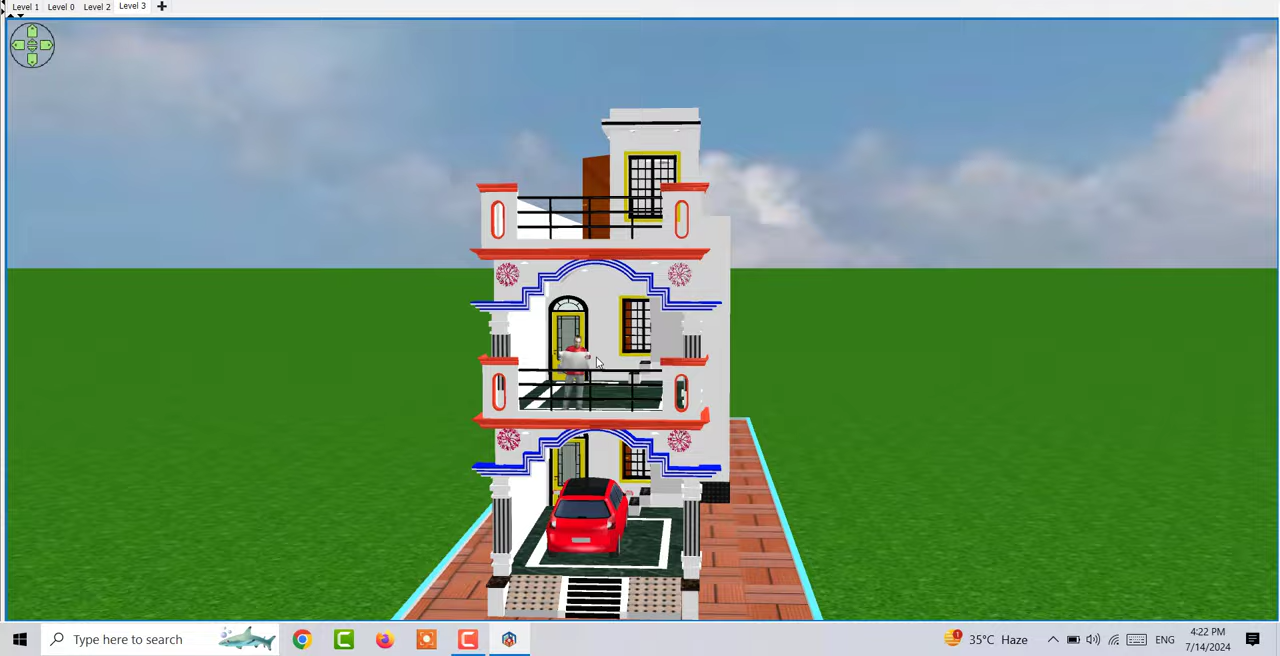 Level 1 Level 0 Level 2 Level 3
Type here to search
35°C Haze
ENG
4:22 PM
7/14/2024